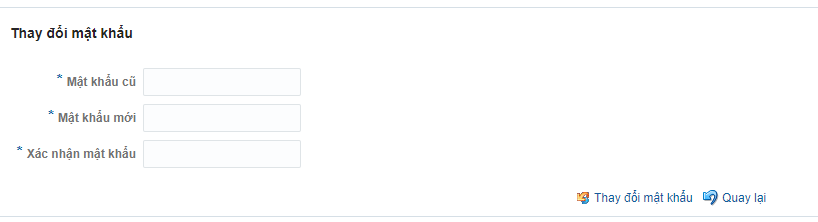 Thay đổi mật khẩu
* Mật khẩu cũ
* Mật khẩu mới
* Xác nhận mật khẩu
Thay đổi mật khẩu Quay lại